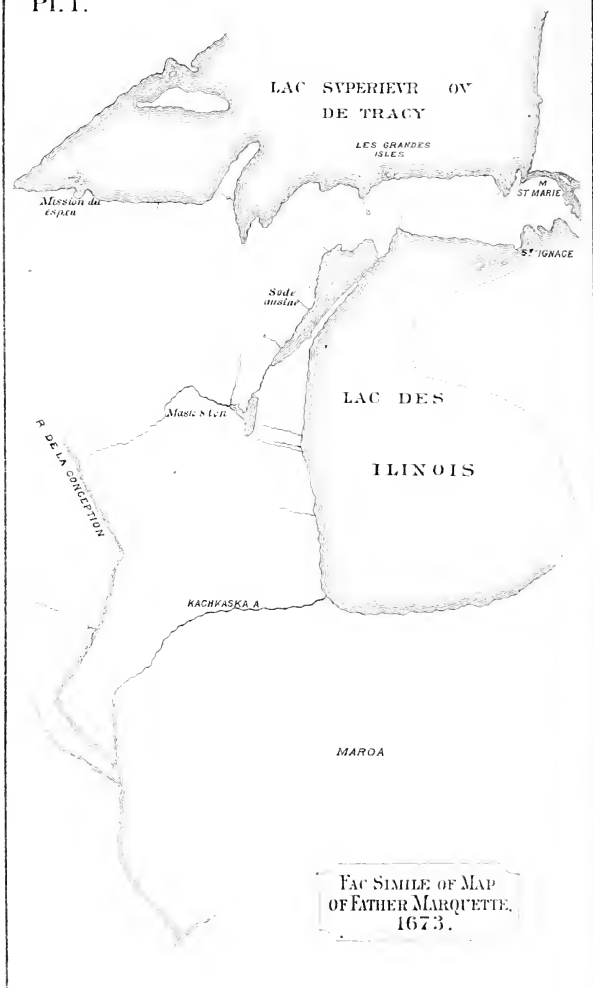 Pl. 1.
LAC SVPERIEVR OV
DE TRACY
LES GRANDES
ISLES
M
ST MARIE
Mission du
ST IGNACE
LAC DES
ILINOIS
R DE LA CONCEPTION
KACHKASKA A
MAROA
FAC SIMILE OF MAP
OF FATHER MARQUETTE.
1673.